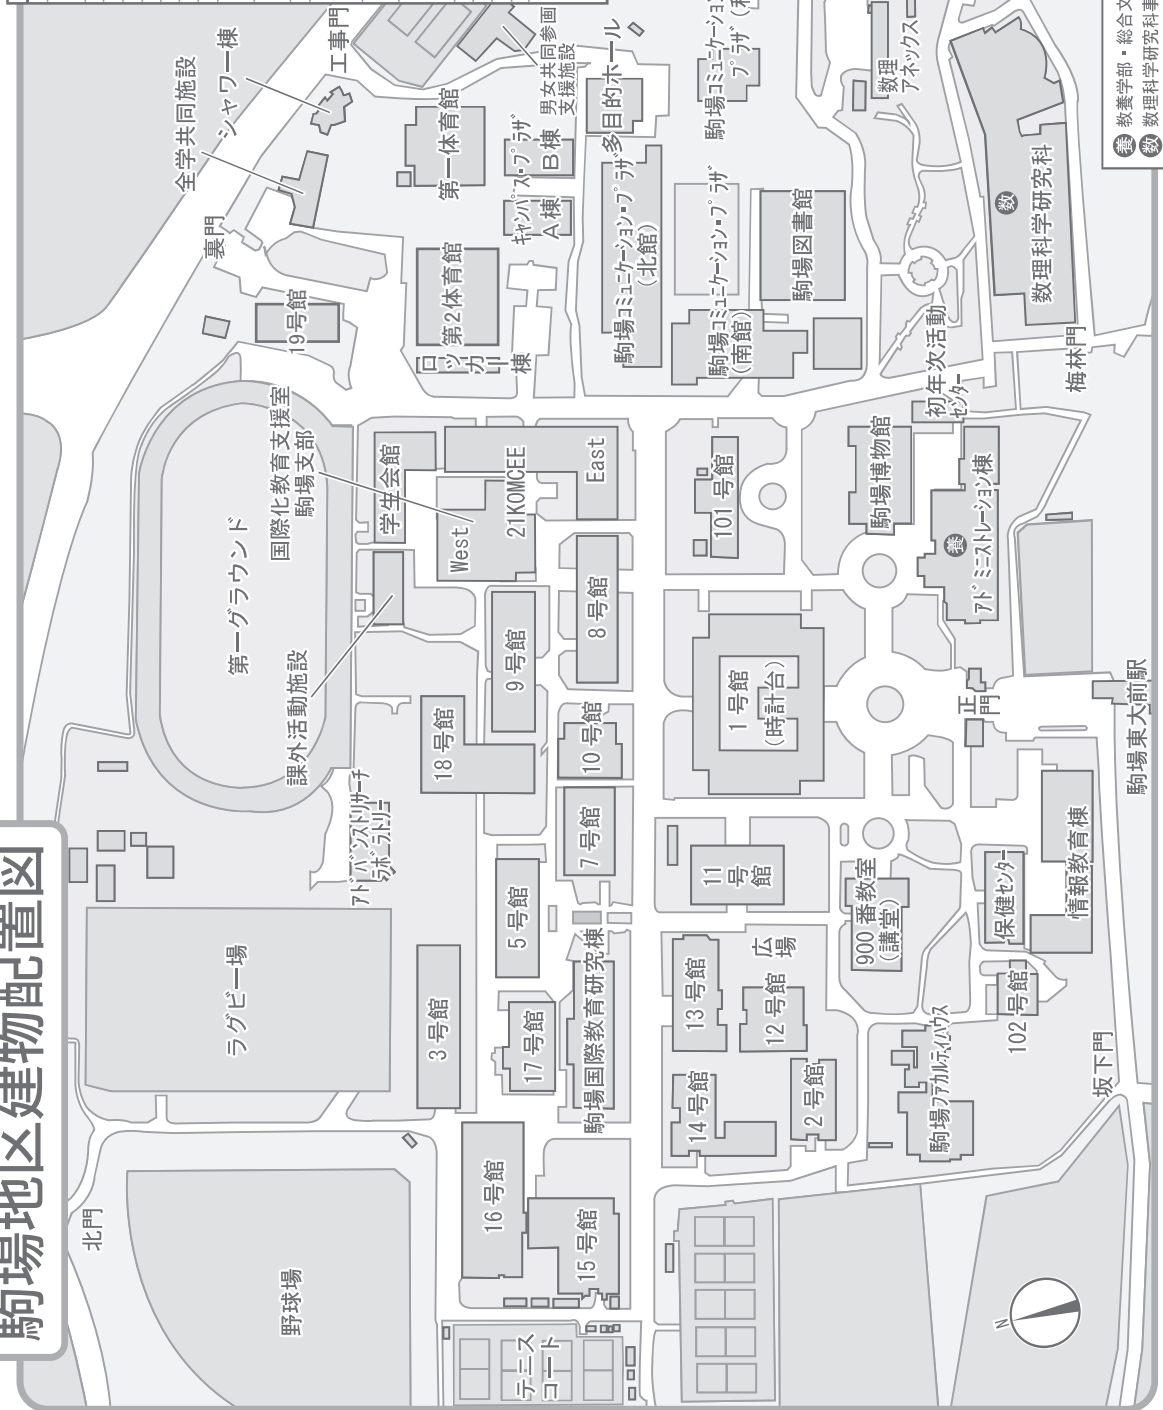 駒場地区建物配置図
北門
野球場
テニス
コート
ラグビー場
第一グラウンド
課外活動施設
国際化教育支援室
駒場支部
アドバンストリサーチ
ラボラトリー
裏門
全学共同施設
シャワー棟
工事門
19号館
第一体育館
第2体育館
ロッカー棟
キャンパス・プラザ
A棟
B棟
男女共同参画
支援施設
多目的ホール
駒場コミュニケーション・プラザ
(北館)
駒場コミュニケーション・プラザ
(南館)
駒場コミュニケーション
プラザ
駒場図書館
数理
アネックス
数
数理科学研究科
梅林門
初年次活動
センター
学生会館
West
21KOMCEE
East
101号館
駒場博物館
養
アドミニストレーション棟
16号館
15号館
3号館
17号館
駒場国際教育研究棟
5号館
18号館
9号館
8号館
10号館
7号館
1号館
(時計台)
正門
駒場東大前駅
11号館
広場
13号館
12号館
14号館
2号館
900番教室
(講堂)
保健センター
情報教育棟
102号館
駒場ファカルティハウス
坂下門
N
養 教養学部・総合文
数 数理科学研究科事